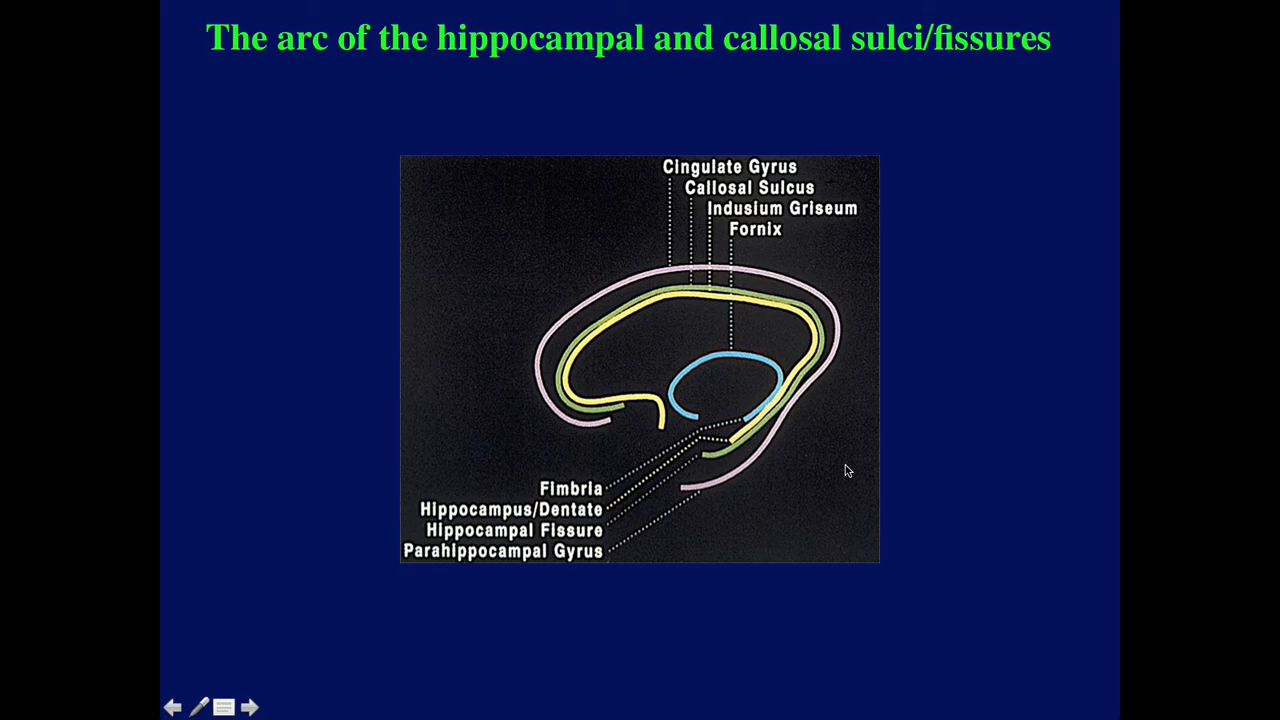 The arc of the hippocampal and callosal sulci/fissures
Cingulate Gyrus
Callosal Sulcus
Indusium Griseum
Fornix
Fimbria
Hippocampus/Dentate
Hippocampal Fissure
Parahippocampal Gyrus